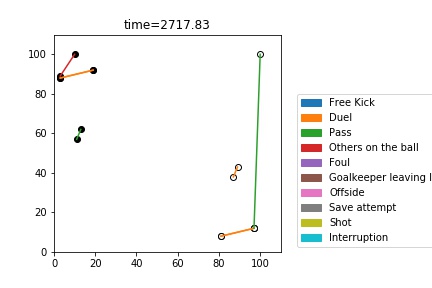 time=2717.83
100
80
60
40
20
0
0 20 40 60 80 100
Free Kick
Duel
Pass
Others on the ball
Foul
Goalkeeper leaving l
Offside
Save attempt
Shot
Interruption